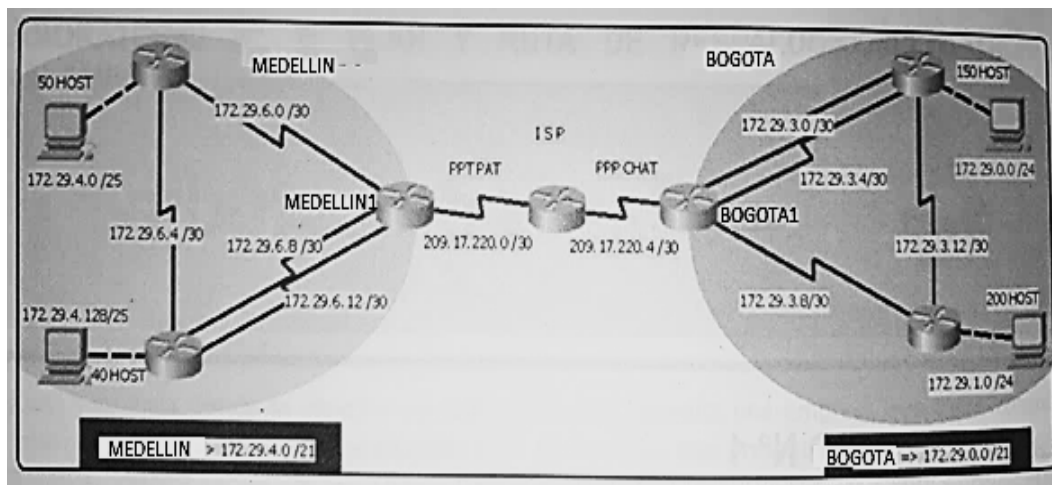 MEDELLIN
BOGOTA
50 HOST
150 HOST
172.29.6.0 /30
172.29.3.0 /30
ISP
172.29.4.0 /25
PPTPAT
PPP CHAT
172.29.3.4/30
172.29.0.0 /24
MEDELLIN1
BOGOTA1
172.29.6.4 /30
172.29.6.8 /30
209.17.220.0 /30
209.17.220.4 /30
172.29.3.12 /30
172.29.6.12 /30
172.29.3.8/30
172.29.4.128/25
200 HOST
40 HOST
172.29.1.0 /24
MEDELLIN > 172.29.4.0 /21
BOGOTA => 172.29.0.0 /21